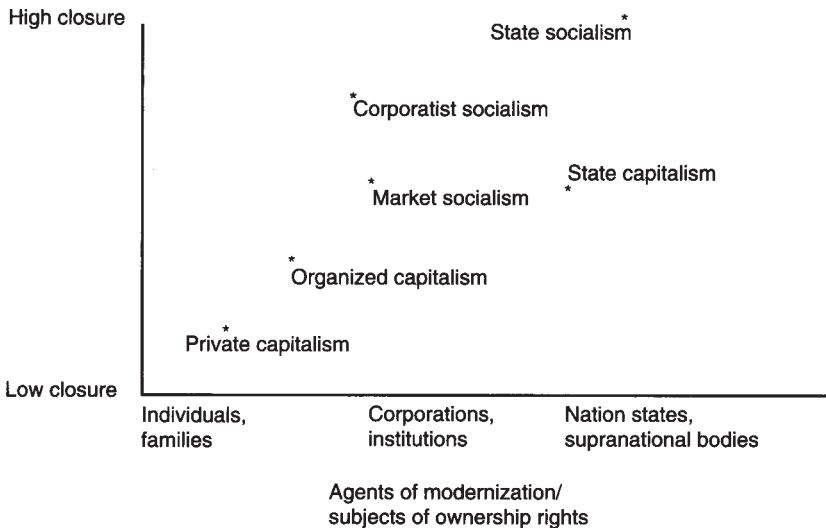 High closure
State socialism
Corporatist socialism
State capitalism
Market socialism
Organized capitalism
Private capitalism
Low closure
Individuals,
families
Corporations,
institutions
Nation states,
supranational bodies
Agents of modernization/
subjects of ownership rights